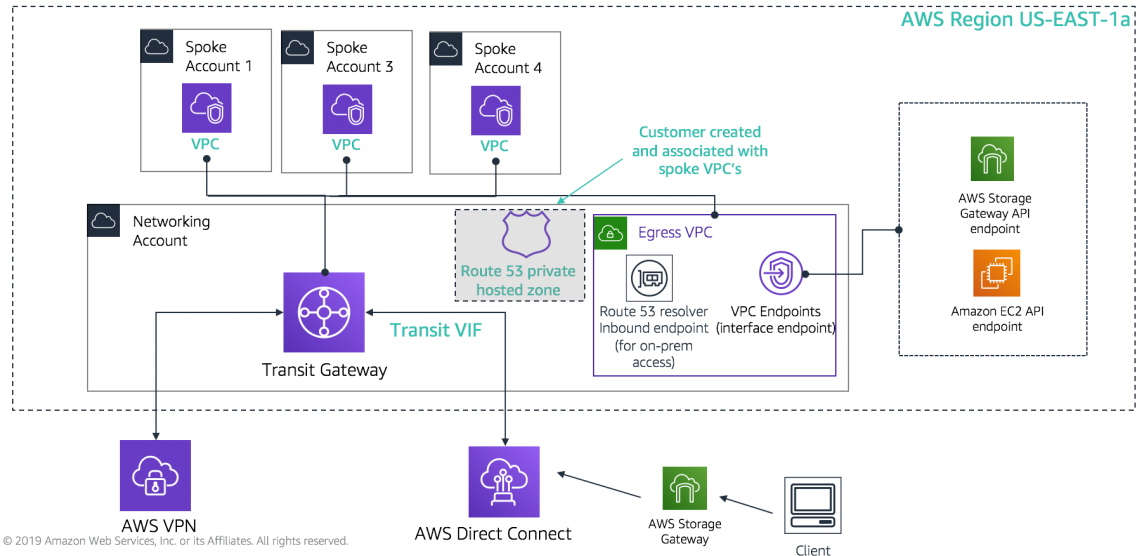 AWS Region US-EAST-1a
Spoke
Account 1
VPC
Spoke
Account 3
VPC
Spoke
Account 4
VPC
Customer created
and associated with
spoke VPC's
AWS Storage
Gateway API
endpoint
Amazon EC2 API
endpoint
Networking
Account
Route 53 private
hosted zone
Egress VPC
Route 53 resolver
Inbound endpoint
(for on-prem
access)
VPC Endpoints
(interface endpoint)
Transit VIF
Transit Gateway
AWS VPN
AWS Direct Connect
AWS Storage
Gateway
Client
© 2019 Amazon Web Services, Inc. or its Affiliates. All rights reserved.